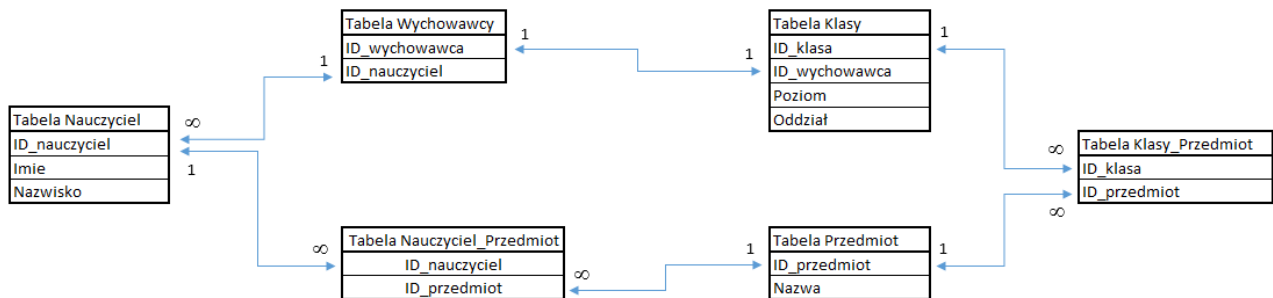 Tabela Wychowawcy
ID_wychowawca
ID_nauczyciel
1
1
Tabela Klasy
ID_klasa
ID_wychowawca
Poziom
Oddział
1
1
Tabela Nauczyciel
ID_nauczyciel
Imie
Nazwisko
∞
1
Tabela Klasy_Przedmiot
ID_klasa
ID_przedmiot
∞
∞
Tabela Nauczyciel_Przedmiot
ID_nauczyciel
ID_przedmiot
∞
∞
Tabela Przedmiot
ID_przedmiot
Nazwa
1
1